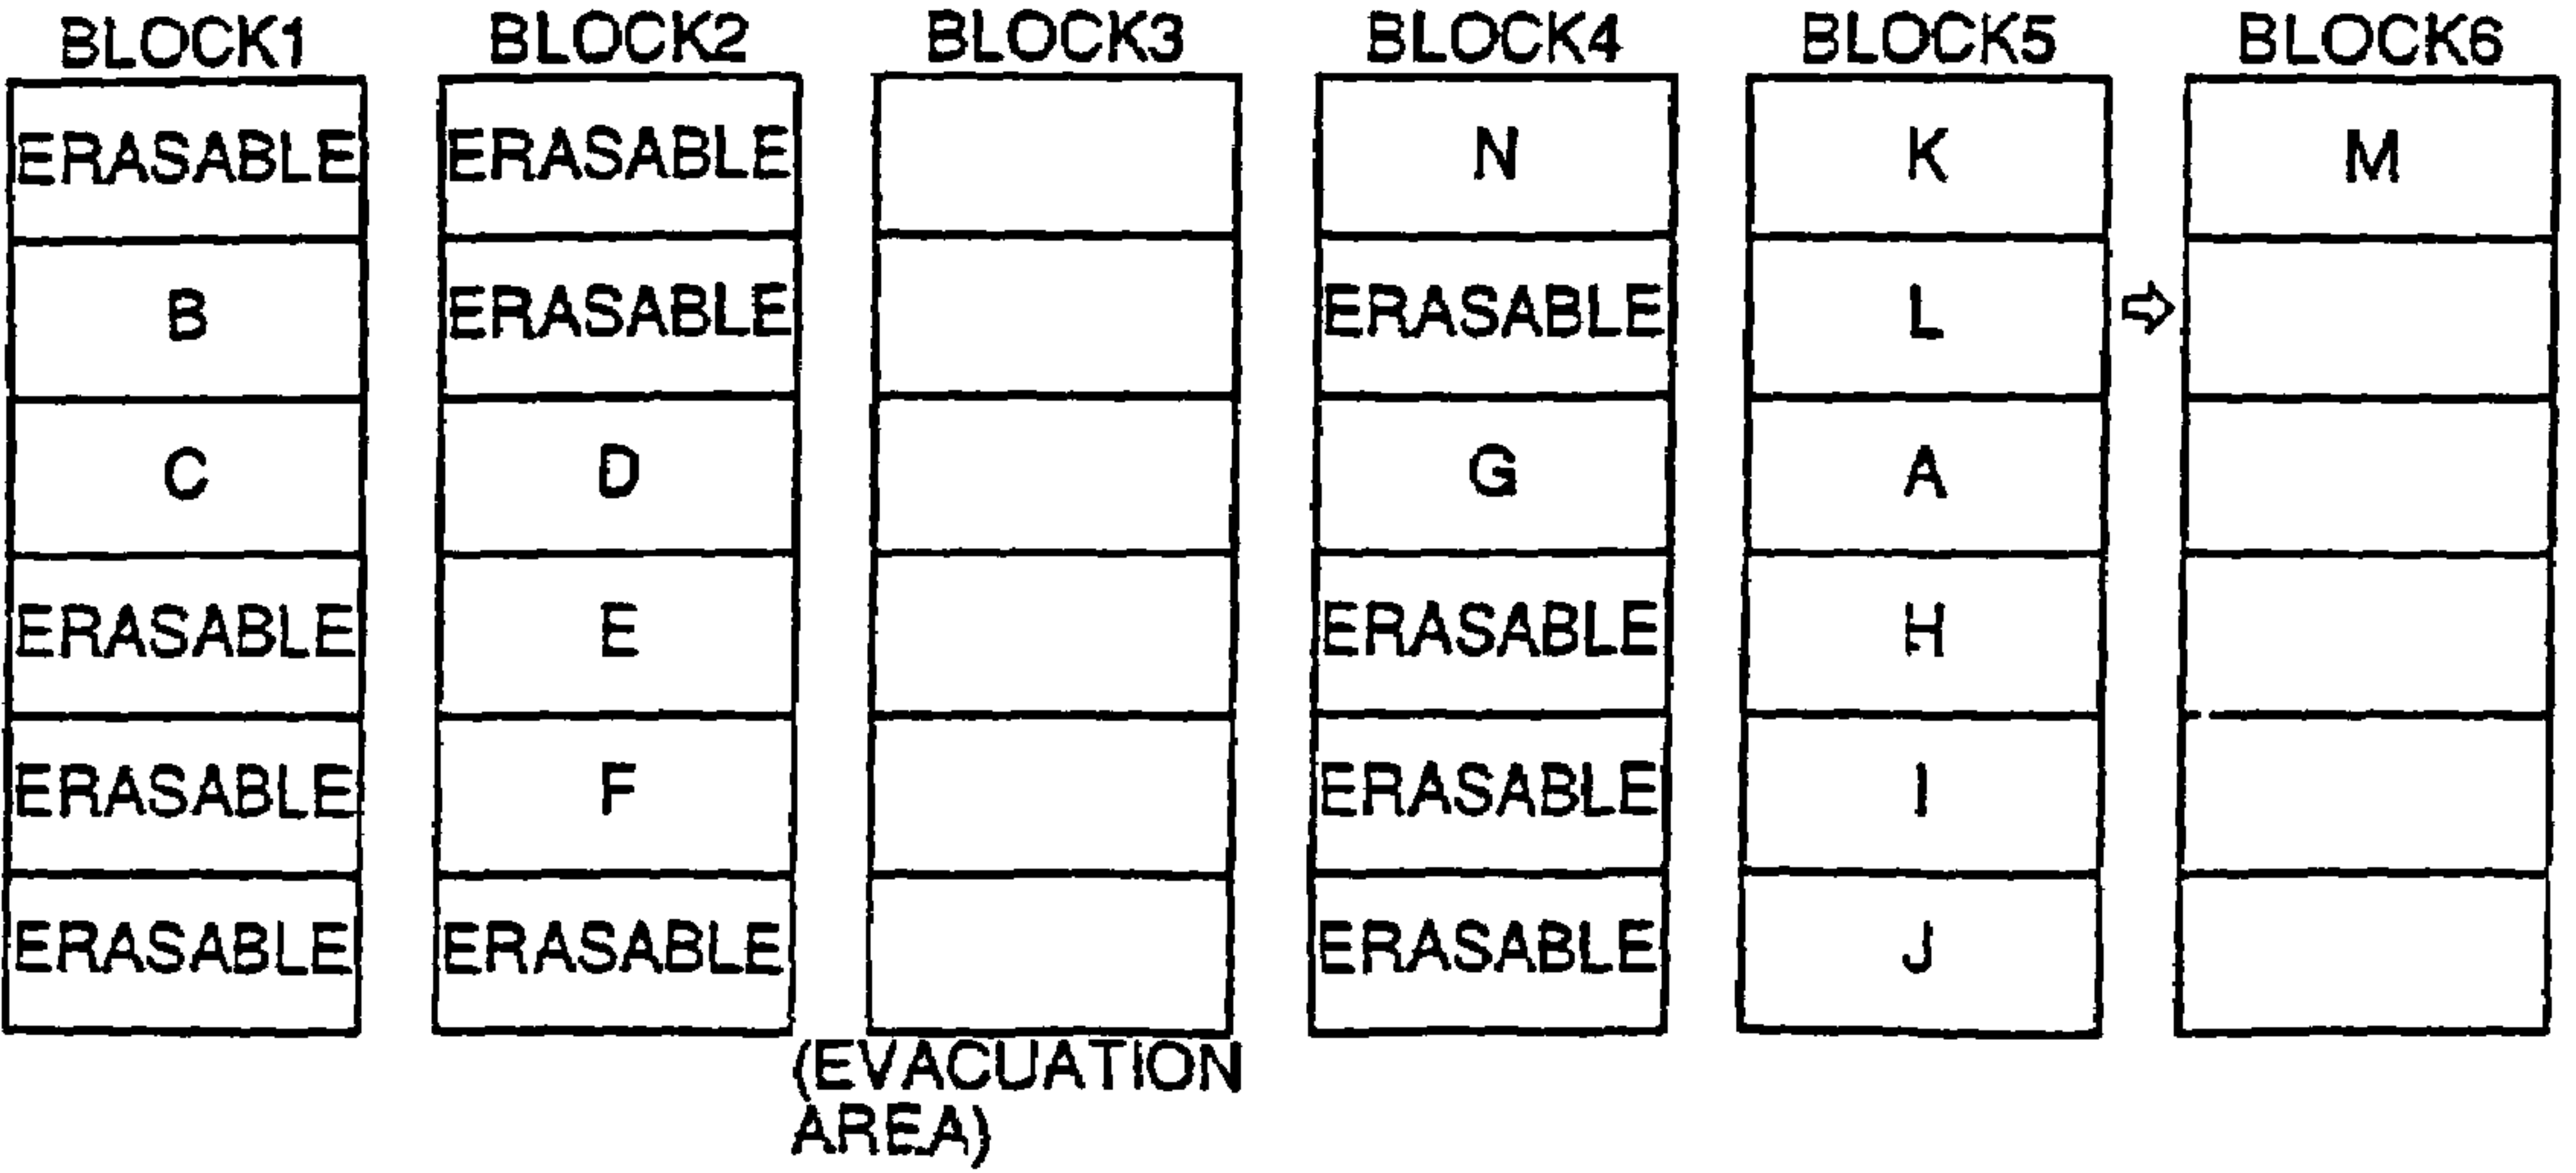 BLOCK1 BLOCK2 BLOCK3 BLOCK4 BLOCK5 BLOCK6
ERASABLE ERASABLE N K M
B ERASABLE ERASABLE L
C D G A
ERASABLE E ERASABLE H
ERASABLE F ERASABLE I
ERASABLE ERASABLE ERASABLE J
(EVACUATION
AREA)